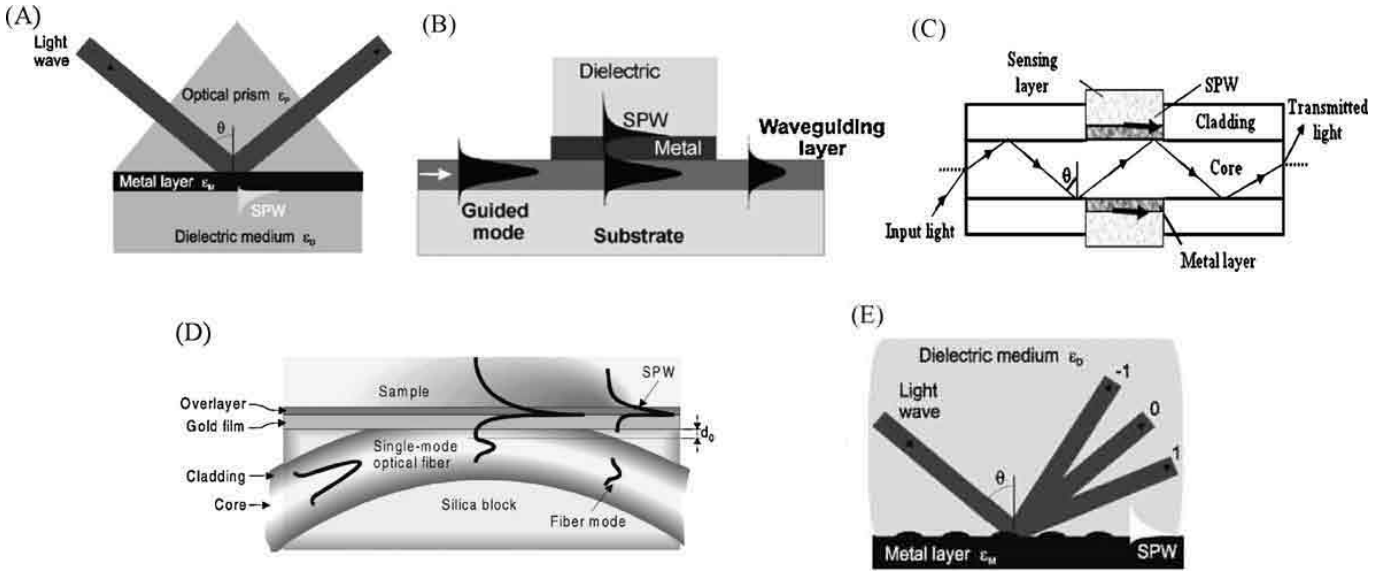 (A)
Light
wave
Optical prism εP
θ
Metal layer εM
SPW
Dielectric medium εD
(B)
Dielectric
SPW
Metal
Waveguiding
layer
Guided
mode
Substrate
(C)
Sensing
layer
SPW
Transmitted
light
Cladding
Core
θ
Input light
Metal layer
(D)
SPW
Sample
Overlayer
Gold film
d0
Single-mode
optical fiber
Cladding
Core
Silica block
Fiber mode
(E)
Dielectric medium εD
-1
Light
wave
0
1
θ
Metal layer εM
SPW